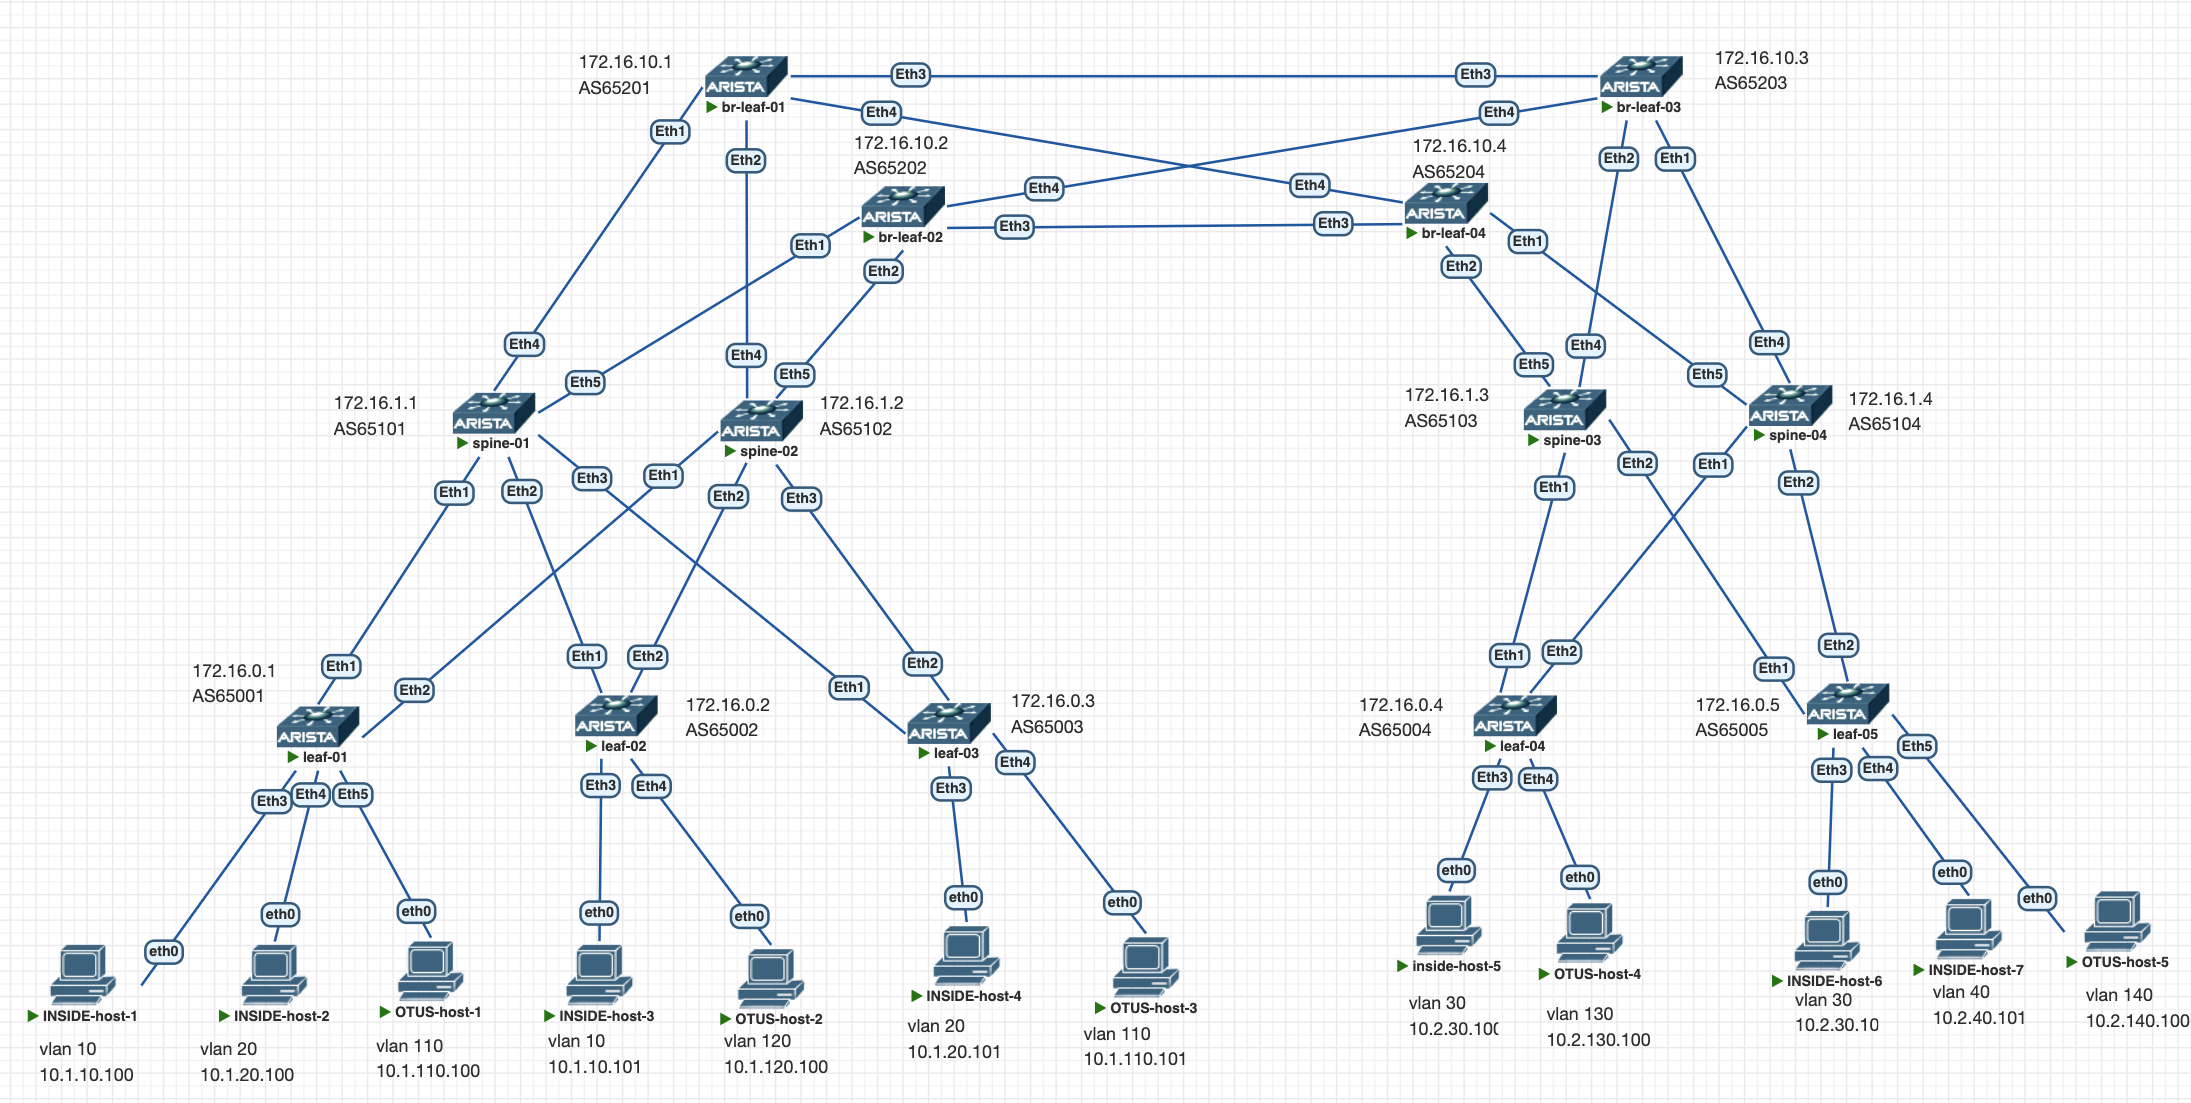 172.16.10.1
AS65201
ARISTA
br-leaf-01
Eth3
Eth3
ARISTA
br-leaf-03
172.16.10.3
AS65203
Eth1
Eth2
Eth4
Eth4
Eth2
Eth1
172.16.10.2
AS65202
ARISTA
br-leaf-02
Eth4
Eth3
Eth1
Eth2
172.16.10.4
AS65204
Eth4
Eth3
ARISTA
br-leaf-04
Eth1
Eth2
Eth4
Eth5
Eth4
Eth5
Eth5
Eth4
Eth5
Eth4
172.16.1.1
AS65101
ARISTA
spine-01
172.16.1.2
AS65102
ARISTA
spine-02
172.16.1.3
AS65103
ARISTA
spine-03
172.16.1.4
AS65104
ARISTA
spine-04
Eth1
Eth2
Eth3
Eth1
Eth2
Eth3
Eth1
Eth2
Eth1
Eth2
Eth1
Eth2
Eth1
Eth2
Eth1
Eth2
Eth1
Eth2
Eth1
Eth2
172.16.0.1
AS65001
ARISTA
leaf-01
172.16.0.2
AS65002
ARISTA
leaf-02
172.16.0.3
AS65003
ARISTA
leaf-03
172.16.0.4
AS65004
ARISTA
leaf-04
172.16.0.5
AS65005
ARISTA
leaf-05
Eth3
Eth4
Eth5
Eth3
Eth4
Eth3
Eth4
Eth3
Eth4
Eth3
Eth4
Eth5
eth0
eth0
eth0
eth0
eth0
eth0
eth0
eth0
eth0
eth0
eth0
eth0
INSIDE-host-1
vlan 10
10.1.10.100
INSIDE-host-2
vlan 20
10.1.20.100
OTUS-host-1
vlan 110
10.1.110.100
INSIDE-host-3
vlan 10
10.1.10.101
OTUS-host-2
vlan 120
10.1.120.100
INSIDE-host-4
vlan 20
10.1.20.101
OTUS-host-3
vlan 110
10.1.110.101
inside-host-5
vlan 30
10.2.30.100
OTUS-host-4
vlan 130
10.2.130.100
INSIDE-host-6
vlan 30
10.2.30.10
INSIDE-host-7
vlan 40
10.2.40.101
OTUS-host-5
vlan 140
10.2.140.100